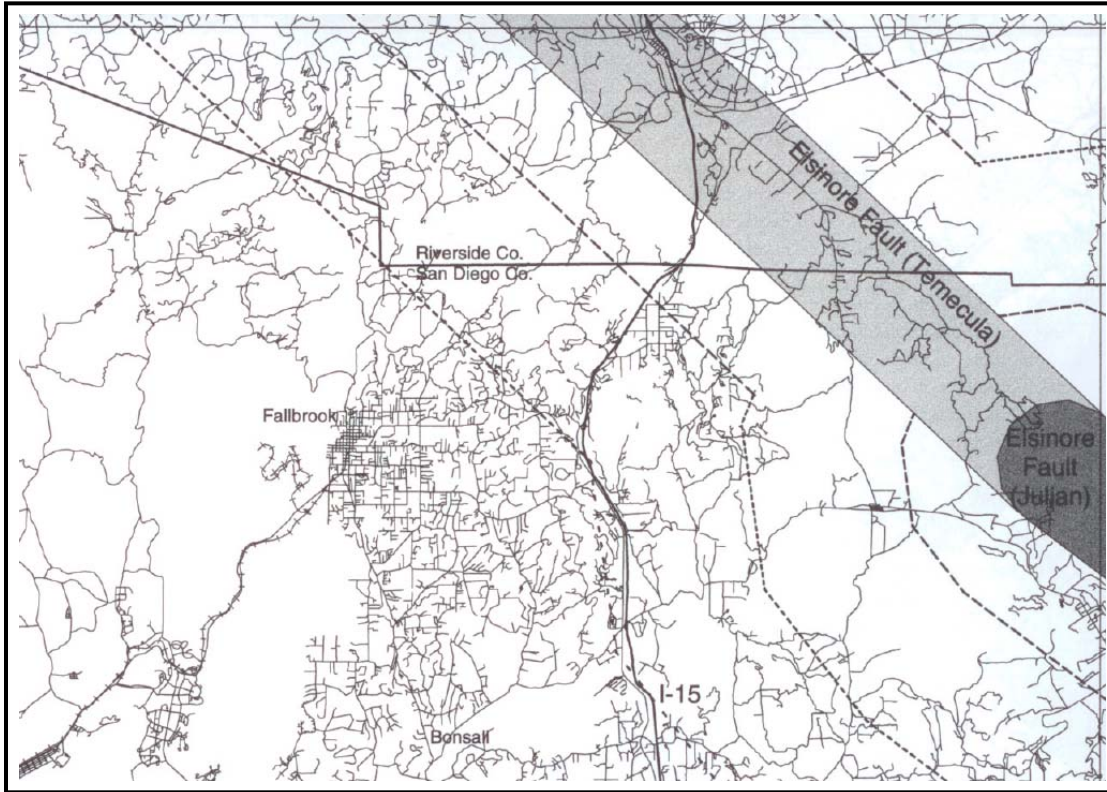 Elsinore Fault (Temecula)
Riverside Co.
San Diego Co.
Fallbrook
Elsinore
Fault
(Julian)
I-15
Bonsall